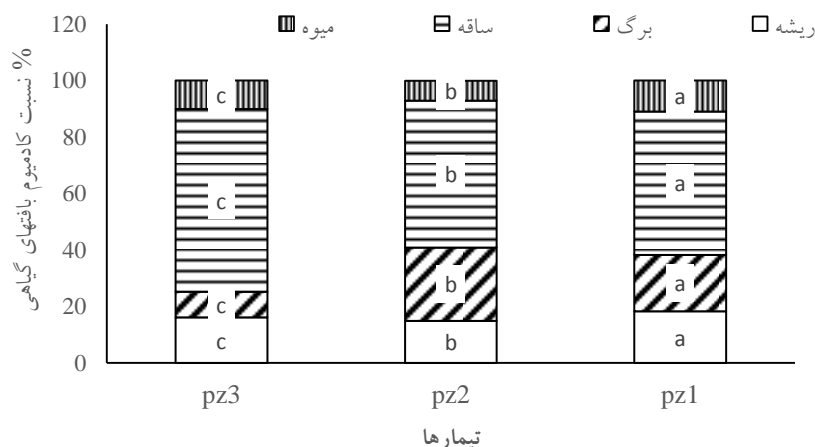 ریشه برگ ساقه میوه
نسبت کادمیوم بافتهای گیاهی %
120
100
80
60
40
20
0
c b a
c b a
c b a
c b a
pz3 pz2 pz1
تیمارها